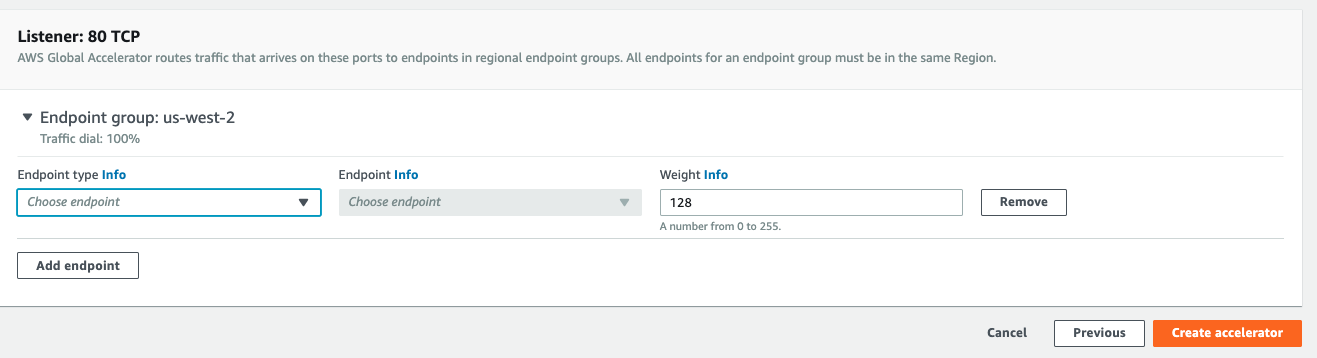 Listener: 80 TCP
AWS Global Accelerator routes traffic that arrives on these ports to endpoints in regional endpoint groups. All endpoints for an endpoint group must be in the same Region.
Endpoint group: us-west-2
Traffic dial: 100%
Endpoint type Info Endpoint Info Weight Info
Choose endpoint Choose endpoint 128 Remove
A number from 0 to 255.
Add endpoint
Cancel Previous Create accelerator